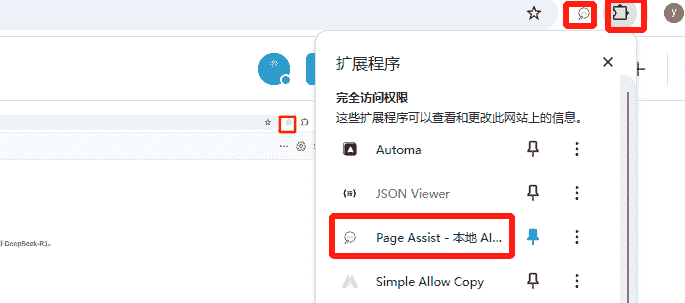 y
扩展程序
完全访问权限
这些扩展程序可以查看和更改此网站上的信息。
Automa
JSON Viewer
Page Assist - 本地 AI...
Simple Allow Copy
DeepSeek-R1。